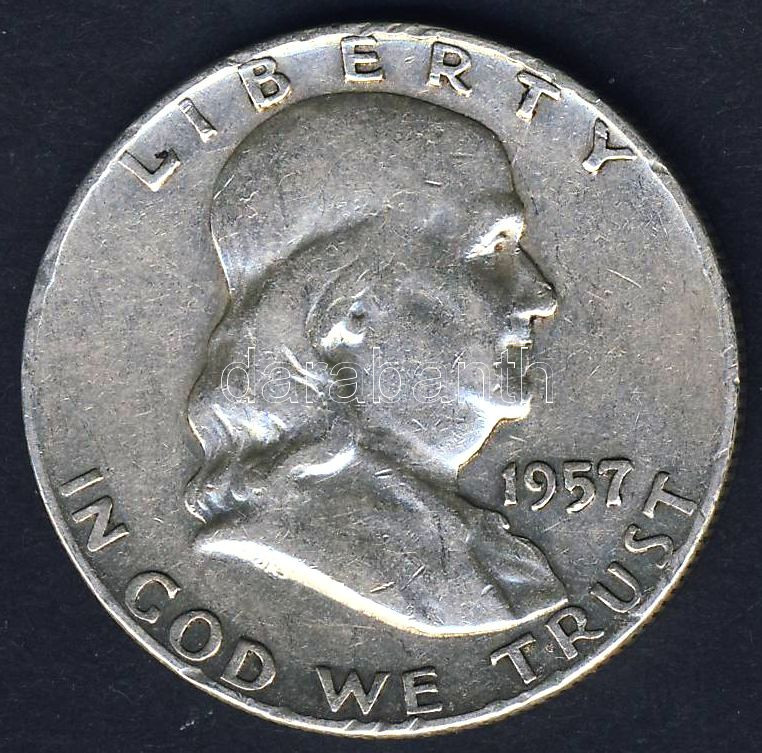 LIBERTY
darabanth
1957
IN GOD WE TRUST